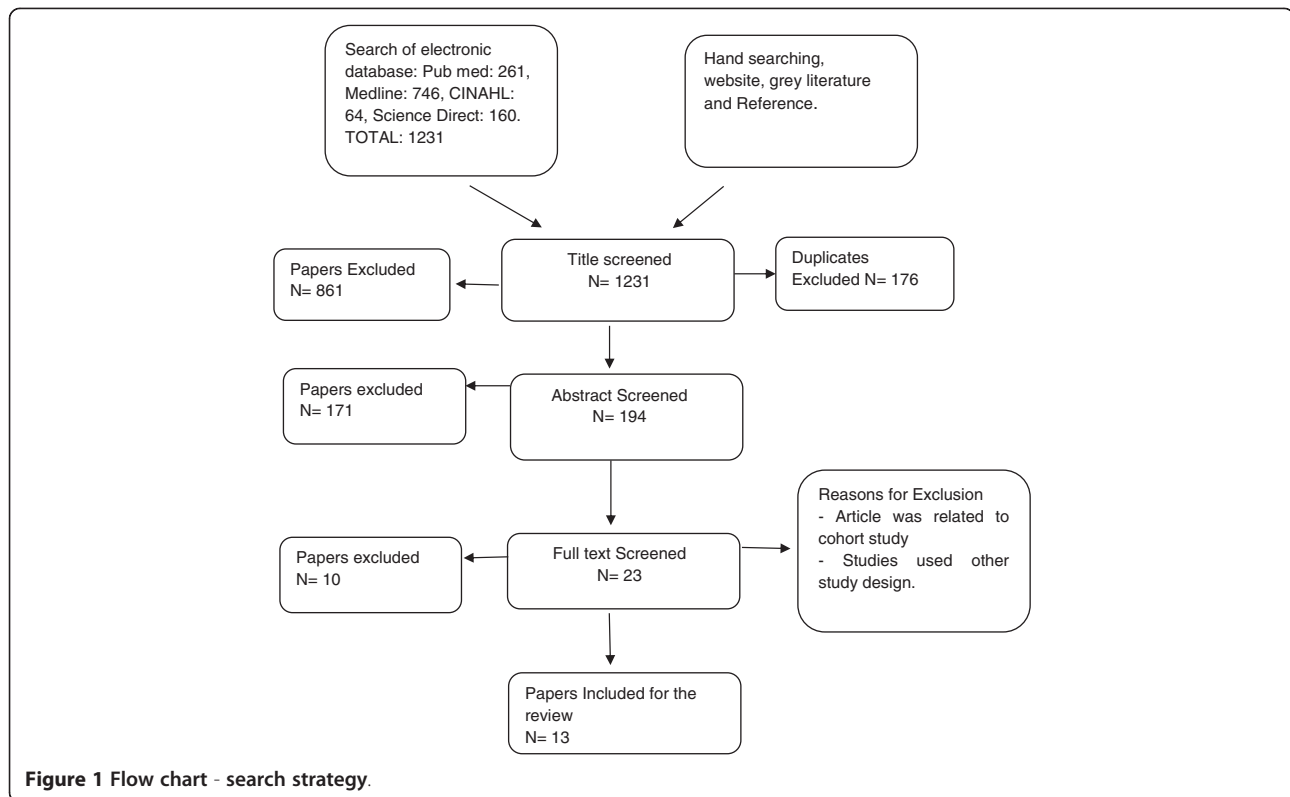 Search of electronic
database: Pub med: 261,
Medline: 746, CINAHL:
64, Science Direct: 160.
TOTAL: 1231
Hand searching,
website, grey literature
and Reference.
Title screened
N= 1231
Papers Excluded
N= 861
Duplicates
Excluded N= 176
Abstract Screened
N= 194
Papers excluded
N= 171
Full text Screened
N= 23
Papers excluded
N= 10
Reasons for Exclusion
- Article was related to
cohort study
- Studies used other
study design.
Papers Included for the
review
N= 13
Figure 1 Flow chart - search strategy.